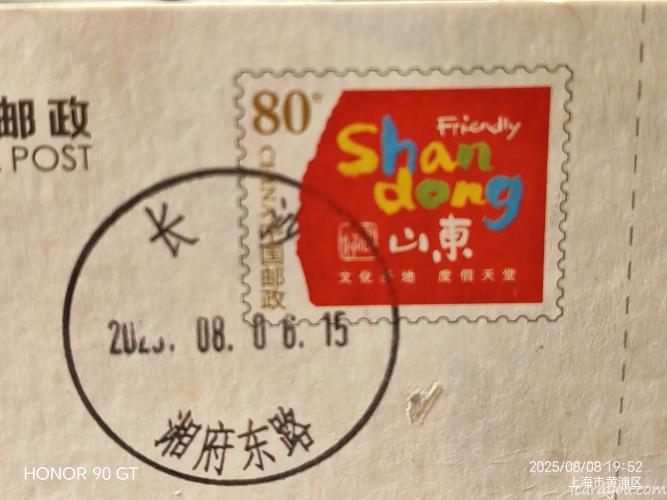 邮政
POST
80
Friendly
Shan
dong
山東
文化圣地 度假天堂
中国邮政
CHINA
长
08. 06. 15
湘府东路
HONOR 90 GT
2025/08/08 19:52
上海市黄浦区